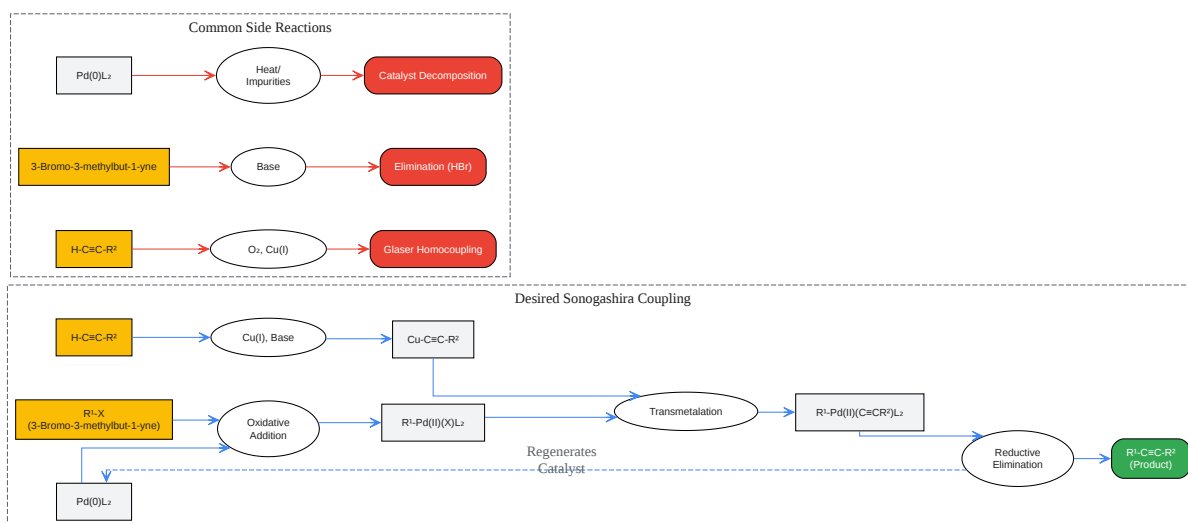 Common Side Reactions
Pd(0)L₂
Heat/
Impurities
Catalyst Decomposition
3-Bromo-3-methylbut-1-yne
Base
Elimination (HBr)
H-C≡C-R²
O₂, Cu(I)
Glaser Homocoupling
Desired Sonogashira Coupling
H-C≡C-R²
Cu(I), Base
Cu-C≡C-R²
R¹-X
(3-Bromo-3-methylbut-1-yne)
Oxidative
Addition
R¹-Pd(II)(X)L₂
Transmetalation
R¹-Pd(II)(C≡CR²)L₂
Regenerates
Catalyst
Reductive
Elimination
R¹-C≡C-R²
(Product)
Pd(0)L₂